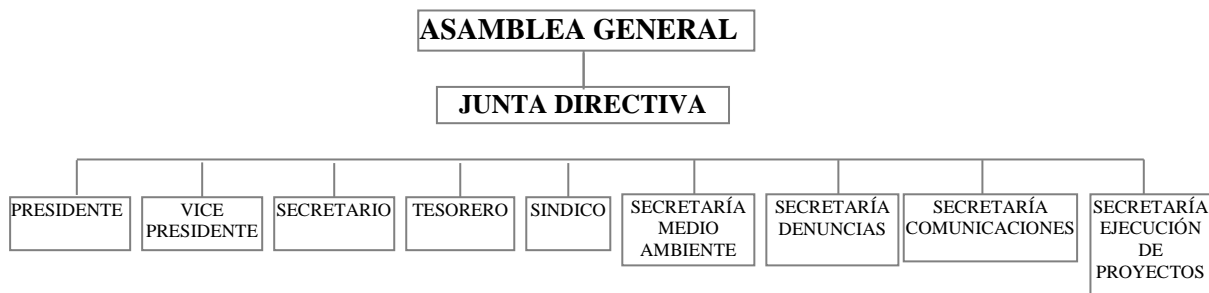 ASAMBLEA GENERAL
JUNTA DIRECTIVA
PRESIDENTE
VICE
PRESIDENTE
SECRETARIO
TESORERO
SINDICO
SECRETARÍA
MEDIO
AMBIENTE
SECRETARÍA
DENUNCIAS
SECRETARÍA
COMUNICACIONES
SECRETARÍA
EJECUCIÓN
DE
PROYECTOS